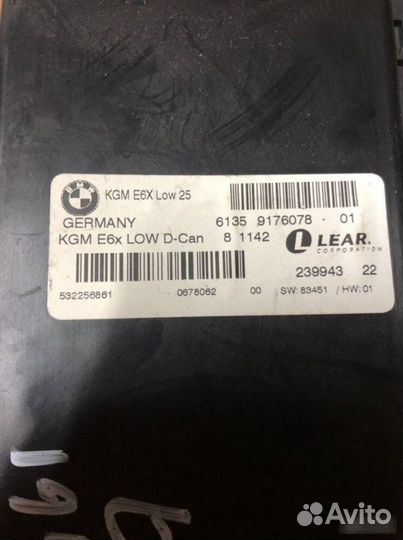 BMW
KGM E6X Low 25
GERMANY 6135 9176078 - 01
KGM E6x LOW D-Can 8 1142 LEAR.
CORPORATION
239943 22
532256861 0678062 00 SW: 83451 / HW: 01
Avito